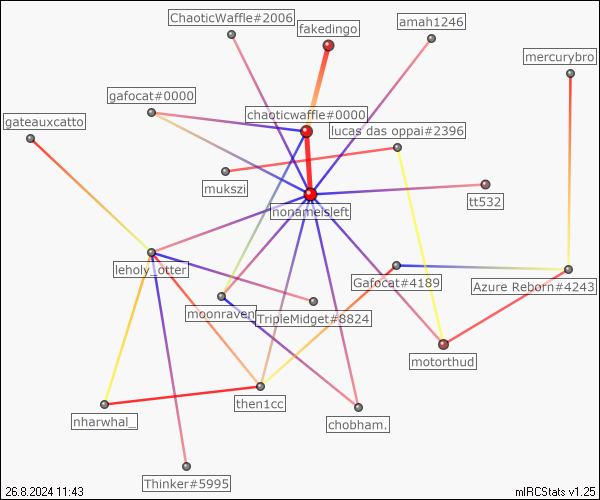 ChaoticWaffle#2006
fakedingo
amah1246
mercurybro
gafocat#0000
gateauxcatto
chaoticwaffle#0000
lucas das oppai#2396
mukszi
tt532
nonameisleft
leholy_otter
Gafocat#4189
Azure Reborn#4243
moonraven
TripleMidget#8824
motorthud
then1cc
nharwhal_
chobham.
Thinker#5995
26.8.2024 11:43
mIRCStats v1.25